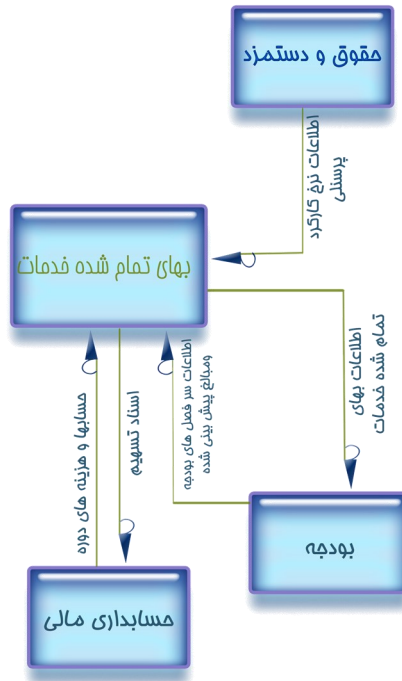 حقوق و دستمزد
اطلاعات نرخ کارکرد
پرسنلی
بهای تمام شده خدمات
اطلاعات بهای
تمام شده خدمات
اطلاعات سر فصل های بودجه
ومبالغ پیش بینی شده
اسناد تسهیم
حسابها و هزینه های دوره
بودجه
حسابداری مالی